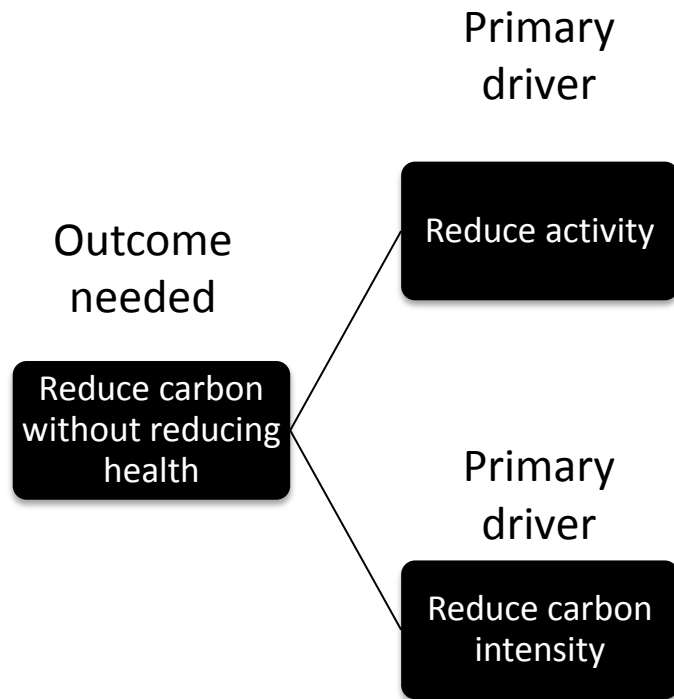 Primary
driver
Reduce activity
Outcome
needed
Reduce carbon
without reducing
health
Primary
driver
Reduce carbon
intensity